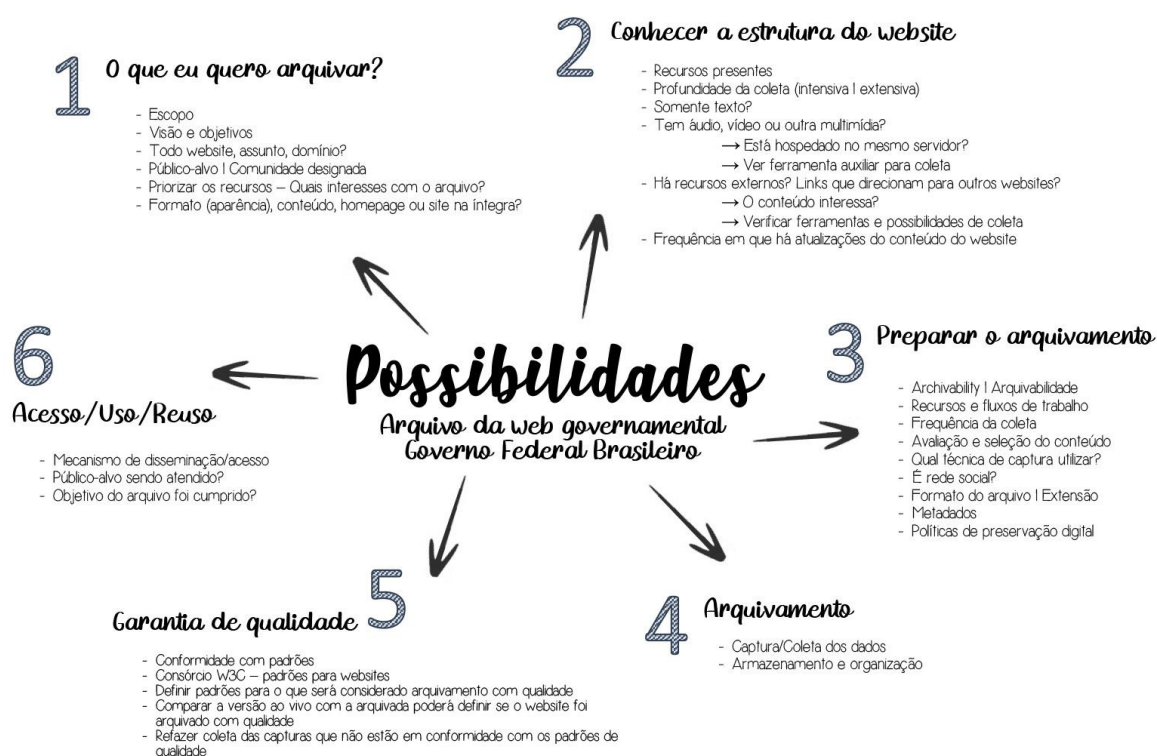 1
O que eu quero arquivar?
- Escopo
- Visão e objetivos
- Todo website, assunto, domínio?
- Público-alvo | Comunidade designada
- Priorizar os recursos – Quais interesses com o arquivo?
- Formato (aparência), conteúdo, homepage ou site na íntegra?
2
Conhecer a estrutura do website
- Recursos presentes
- Profundidade da coleta (intensiva | extensiva)
- Somente texto?
- Tem áudio, vídeo ou outra multimídia?
→ Está hospedado no mesmo servidor?
→ Ver ferramenta auxiliar para coleta
- Há recursos externos? Links que direcionam para outros websites?
→ O conteúdo interessa?
→ Verificar ferramentas e possibilidades de coleta
- Frequência em que há atualizações do conteúdo do website
Possibilidades
Arquivo da web governamental
Governo Federal Brasileiro
3
Preparar o arquivamento
- Archivability | Arquivabilidade
- Recursos e fluxos de trabalho
- Frequência da coleta
- Avaliação e seleção do conteúdo
- Qual técnica de captura utilizar?
- É rede social?
- Formato do arquivo | Extensão
- Metadados
- Políticas de preservação digital
4
Arquivamento
- Captura/Coleta dos dados
- Armazenamento e organização
5
Garantia de qualidade
- Conformidade com padrões
- Consórcio W3C – padrões para websites
- Definir padrões para o que será considerado arquivamento com qualidade
- Comparar a versão ao vivo com a arquivada poderá definir se o website foi
arquivado com qualidade
- Refazer coleta das capturas que não estão em conformidade com os padrões de
qualidade
6
Acesso/Uso/Reuso
- Mecanismo de disseminação/acesso
- Público-alvo sendo atendido?
- Objetivo do arquivo foi cumprido?